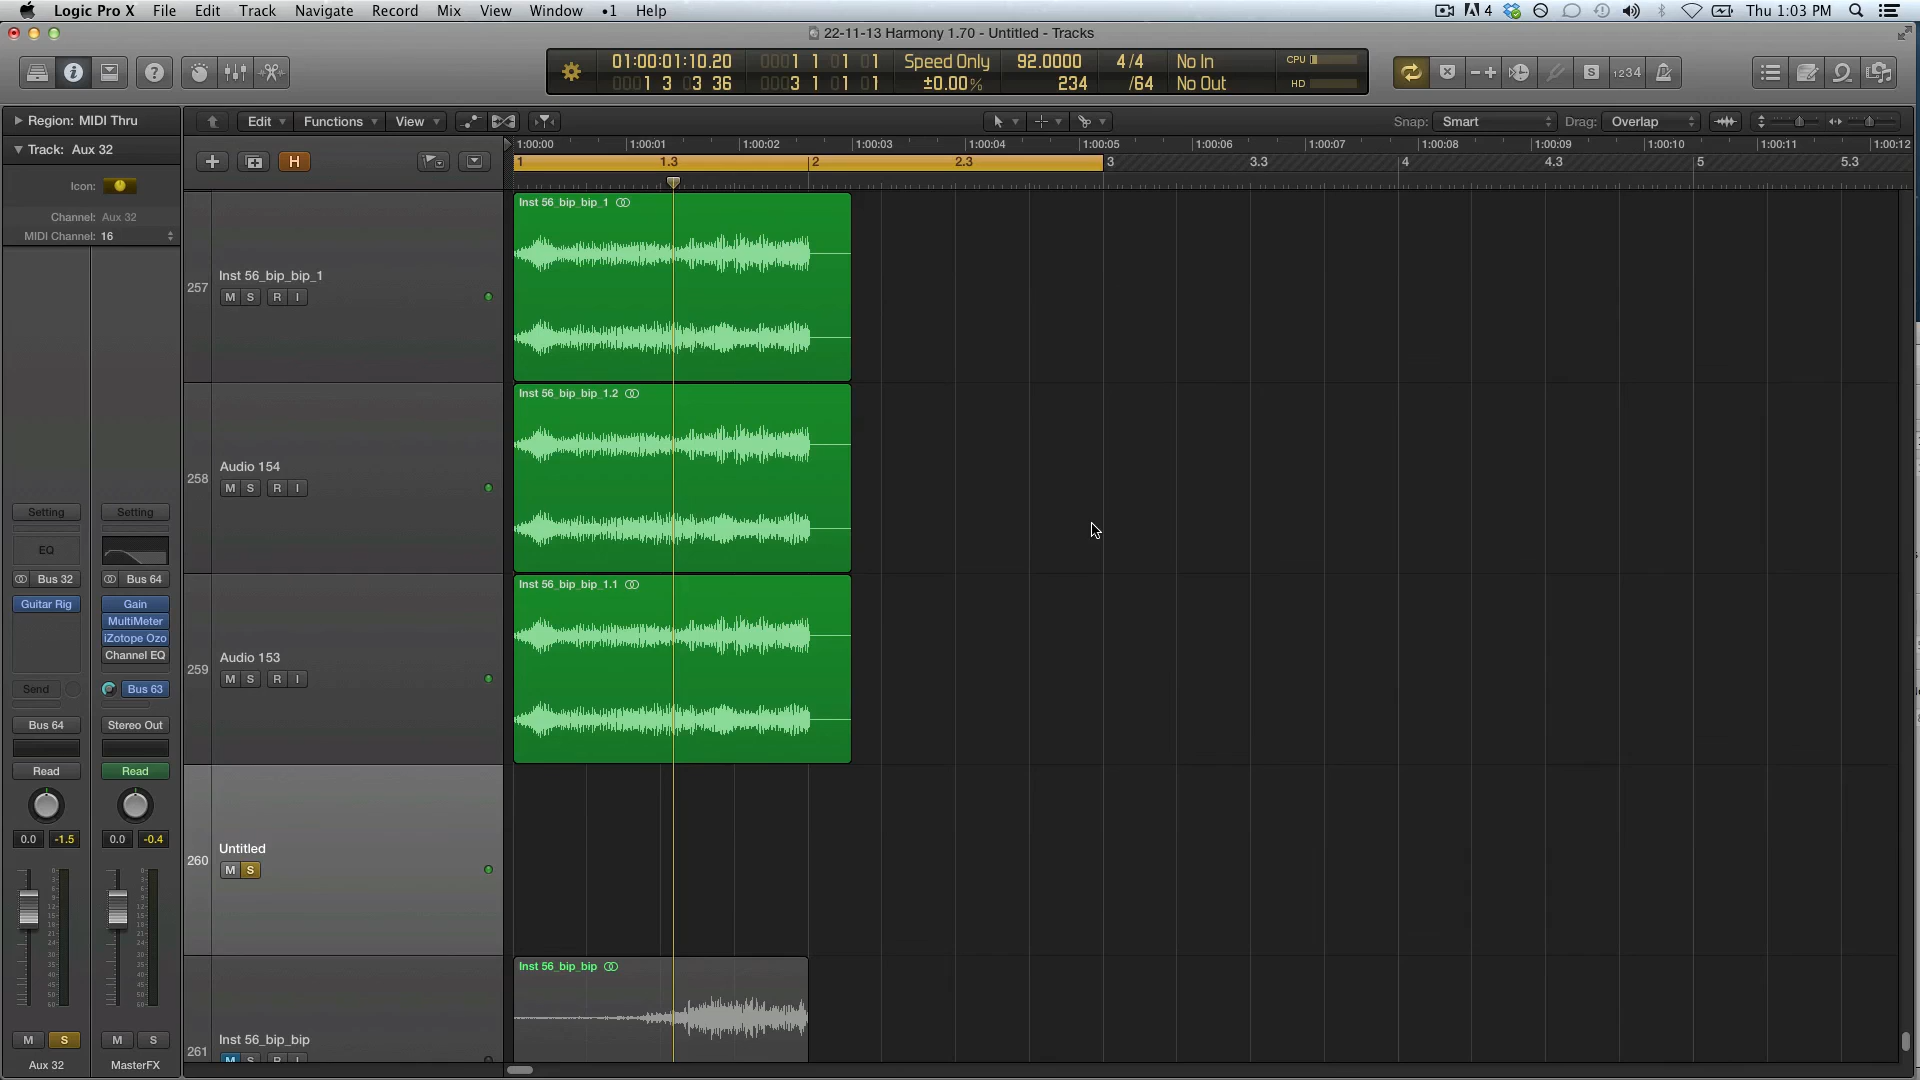 Logic Pro X File Edit Track Navigate Record Mix View Window 1 Help 4 Thu 1:03 PM
22-11-13 Harmony 1.70 - Untitled - Tracks
01:00:01:10.20 0001 1 01 01 Speed Only 92.0000 4/4 No In CPU
0001 3 03 36 0003 1 01 01 ±0.00% 234 /64 No Out HD
? S 1234
Region: MIDI Thru Edit Functions View Snap: Smart Drag: Overlap
Track: Aux 32
1:00:00 1:00:01 1:00:02 1:00:03 1:00:04 1:00:05 1:00:06 1:00:07 1:00:08 1:00:09 1:00:10 1:00:11 1:00:12
H 1 1.3 2 2.3 3 3.3 4 4.3 5 5.3
Icon:
Channel: Aux 32
MIDI Channel: 16
Inst 56_bip_bip_1
257 Inst 56_bip_bip_1
M S R I
Inst 56_bip_bip_1.2
258 Audio 154
M S R I
Inst 56_bip_bip_1.1
259 Audio 153
M S R I
260 Untitled
M S
Inst 56_bip_bip
261 Inst 56_bip_bip
M S R I
Setting Setting
EQ
Bus 32 Bus 64
Guitar Rig Gain
MultiMeter
iZotope Ozo
Channel EQ
Send Bus 63
Bus 64 Stereo Out
Read Read
0.0 -1.5 0.0 -0.4
M S M S
Aux 32 MasterFX